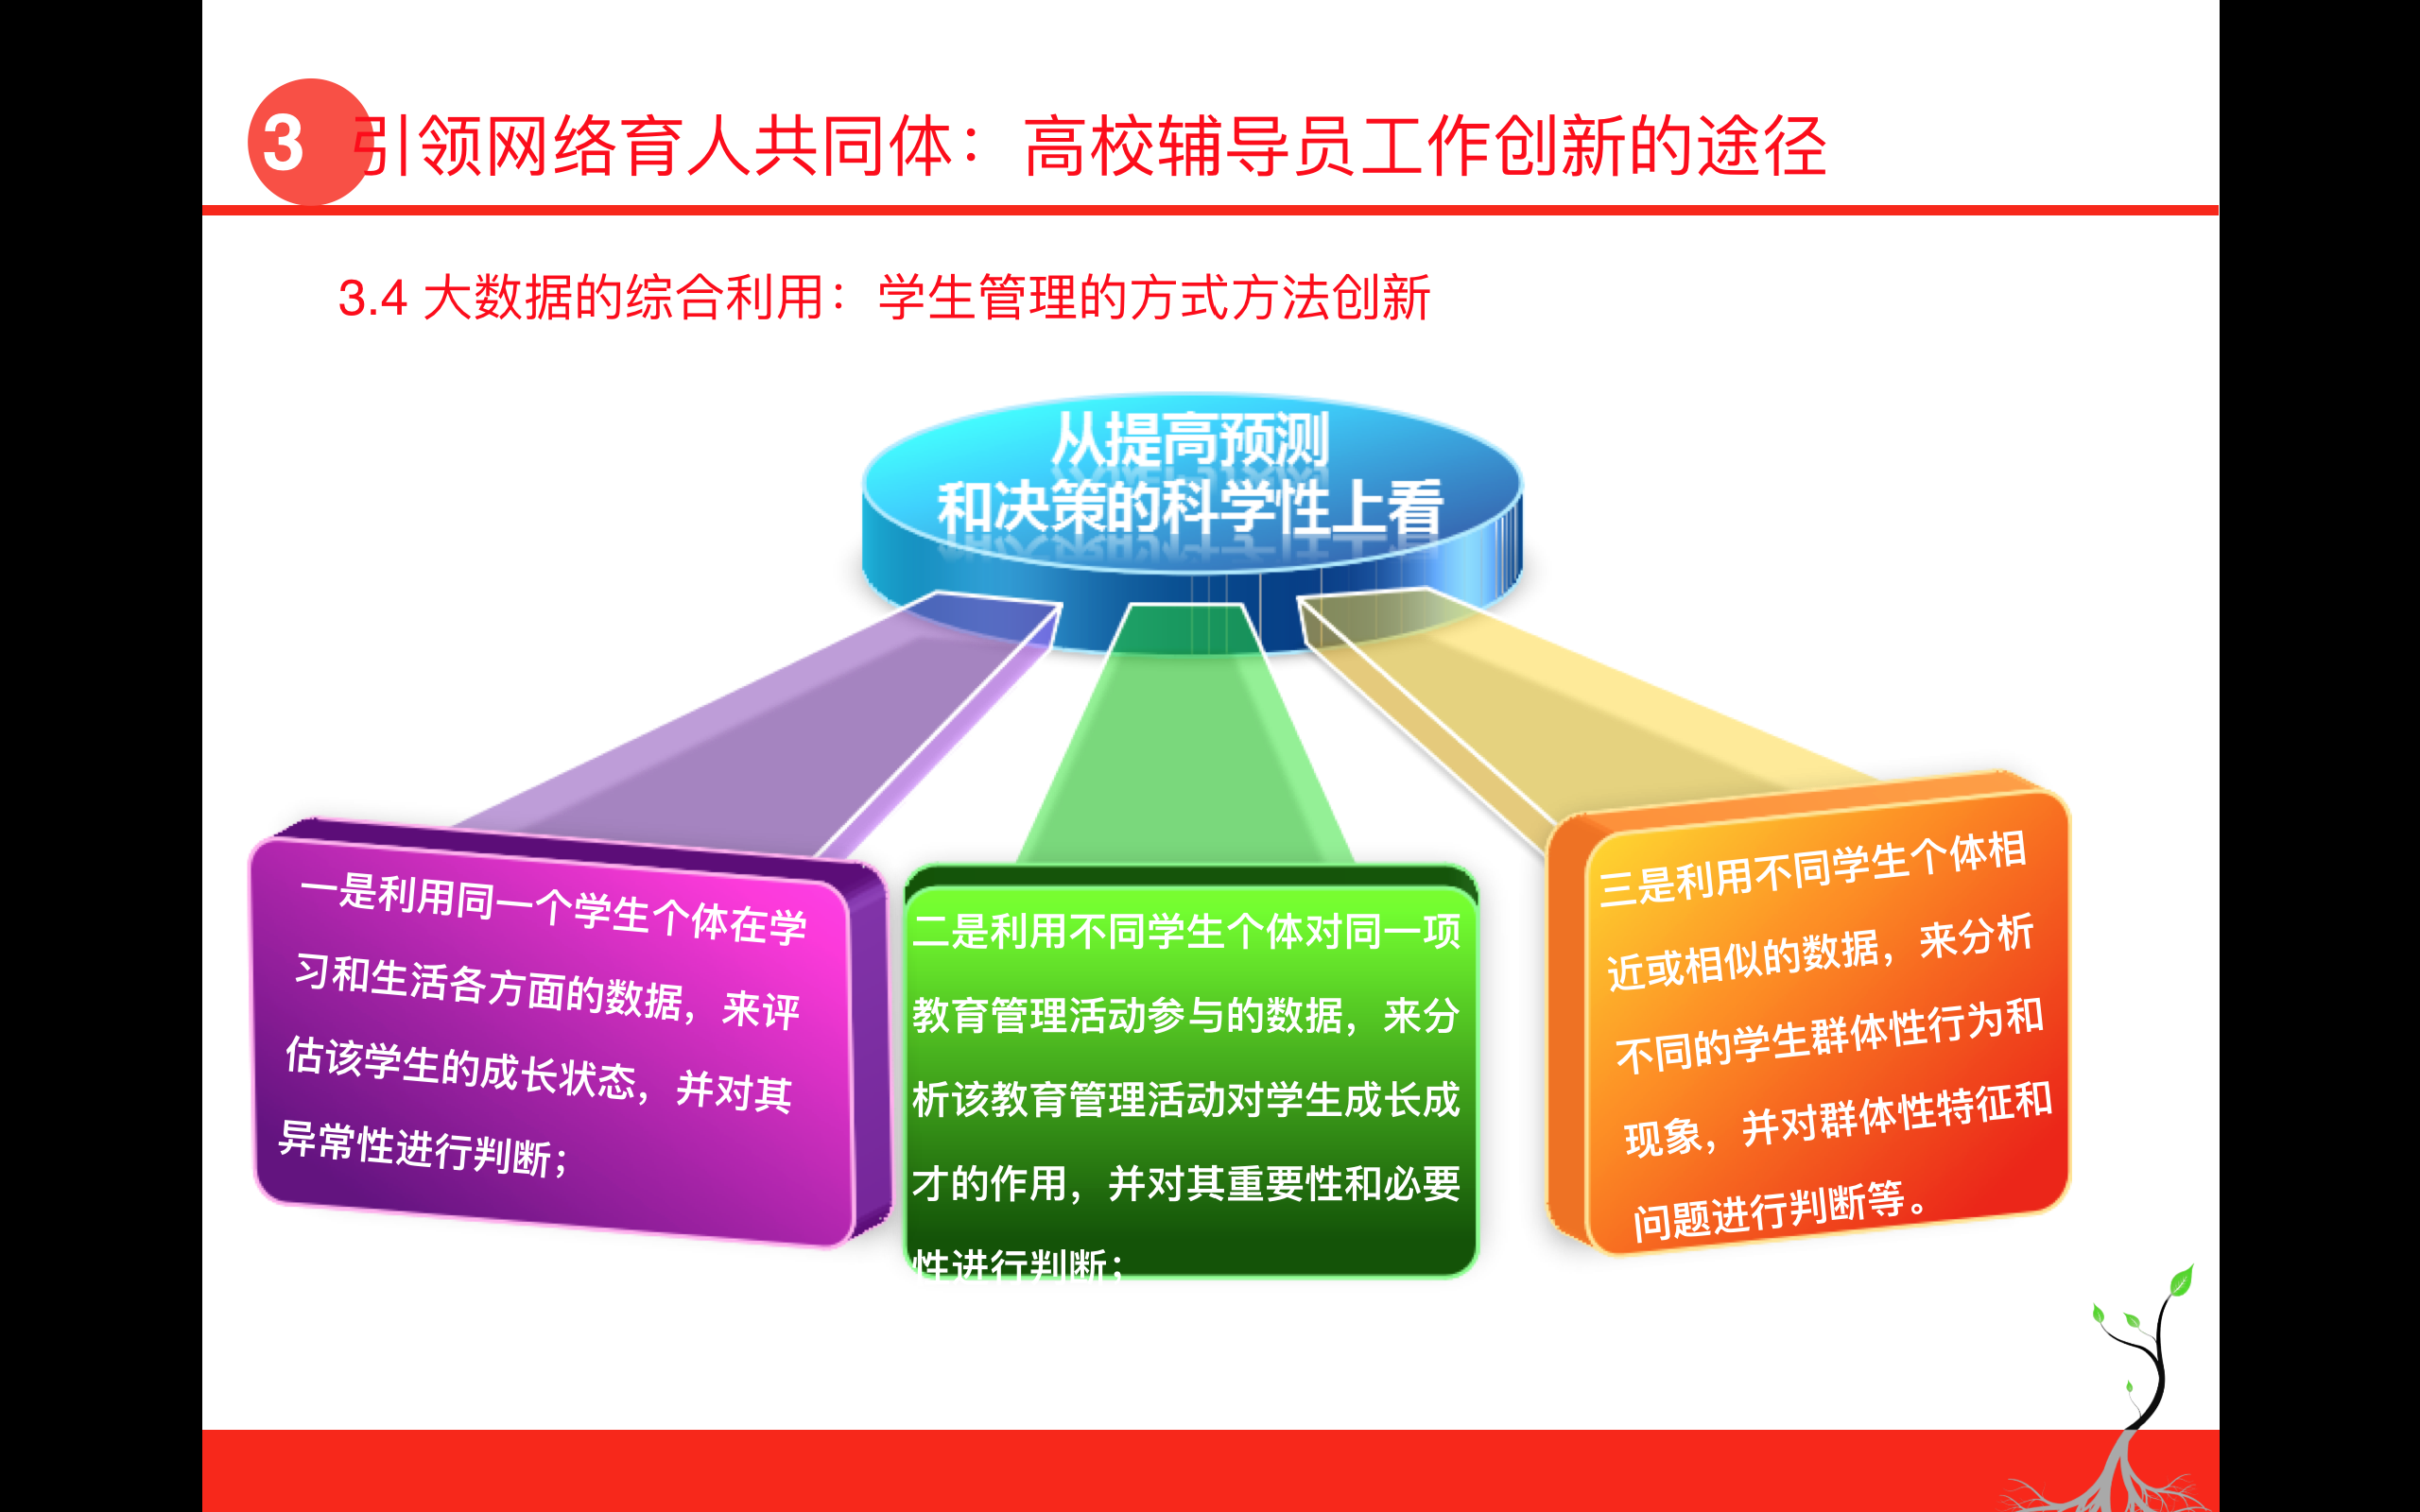 3 引领网络育人共同体：高校辅导员工作创新的途径
3.4 大数据的综合利用：学生管理的方式方法创新
从提高预测
和决策的科学性上看
一是利用同一个学生个体在学
习和生活各方面的数据，来评
估该学生的成长状态，并对其
异常性进行判断；
二是利用不同学生个体对同一项
教育管理活动参与的数据，来分
析该教育管理活动对学生成长成
才的作用，并对其重要性和必要
性进行判断；
三是利用不同学生个体相
近或相似的数据，来分析
不同的学生群体性行为和
现象，并对群体性特征和
问题进行判断等。